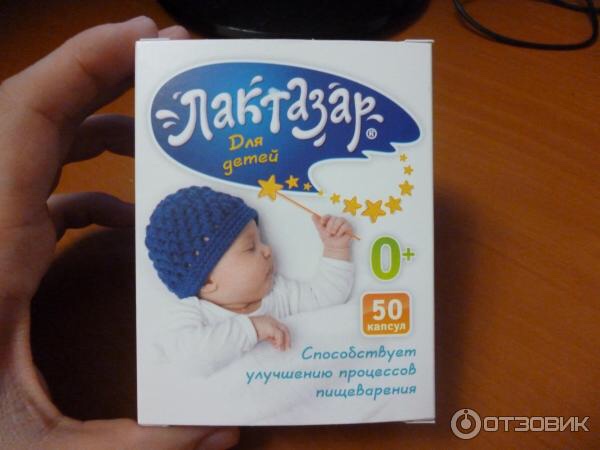 Лактазар®
Для
детей
0+
50
капсул
Способствует
улучшению процессов
пищеварения
ОТЗОВИК